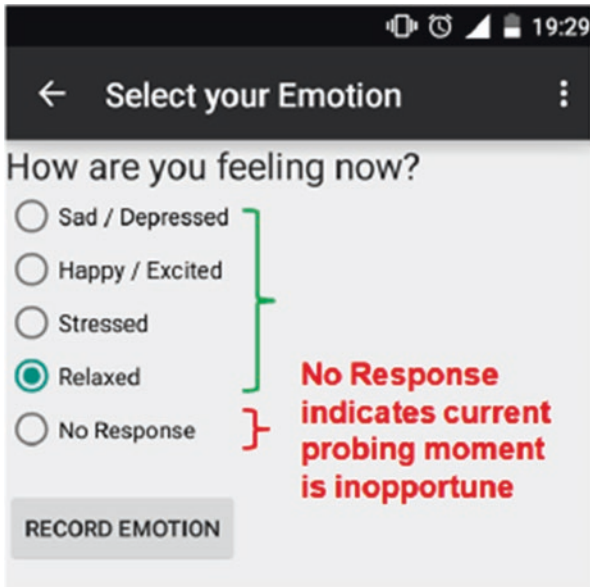 19:29
Select your Emotion
How are you feeling now?
Sad / Depressed
Happy / Excited
Stressed
Relaxed
No Response
No Response
indicates current
probing moment
is inopportune
RECORD EMOTION